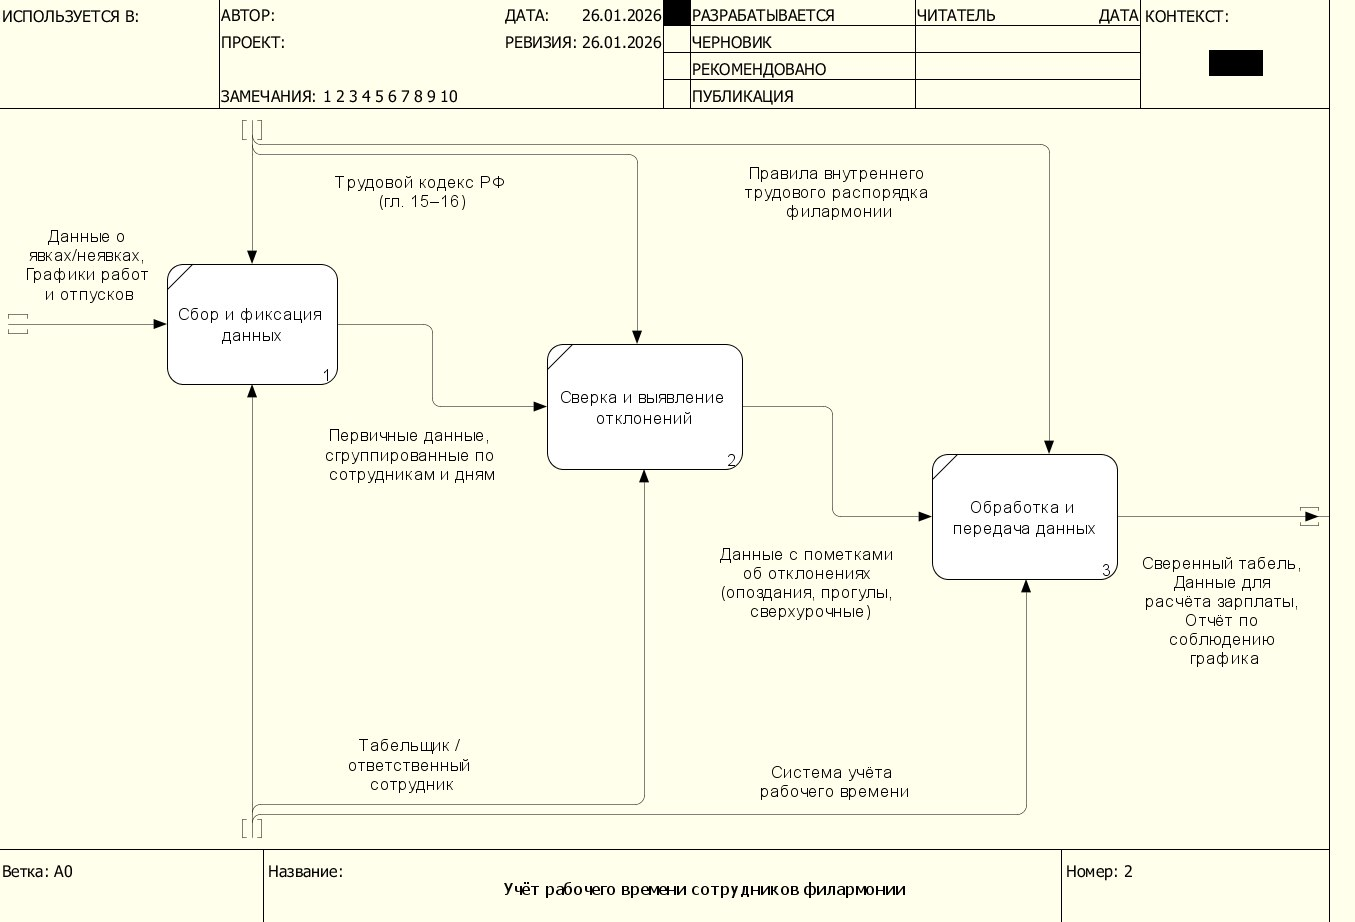 ИСПОЛЬЗУЕТСЯ В:
АВТОР:
ДАТА: 26.01.2026
РАЗРАБАТЫВАЕТСЯ
ЧИТАТЕЛЬ
ДАТА
КОНТЕКСТ:
ПРОЕКТ:
РЕВИЗИЯ: 26.01.2026
ЧЕРНОВИК
РЕКОМЕНДОВАНО
ЗАМЕЧАНИЯ: 1 2 3 4 5 6 7 8 9 10
ПУБЛИКАЦИЯ
Трудовой кодекс РФ
(гл. 15–16)
Правила внутреннего
трудового распорядка
филармонии
Данные о
явках/неявках,
Графики работ
и отпусков
Сбор и фиксация
данных
1
Первичные данные,
сгруппированные по
сотрудникам и дням
Сверка и выявление
отклонений
2
Данные с пометками
об отклонениях
(опоздания, прогулы,
сверхурочные)
Обработка и
передача данных
3
Сверенный табель,
Данные для
расчёта зарплаты,
Отчёт по
соблюдению
графика
Табельщик /
ответственный
сотрудник
Система учёта
рабочего времени
Ветка: A0
Название:
Учёт рабочего времени сотрудников филармонии
Номер: 2